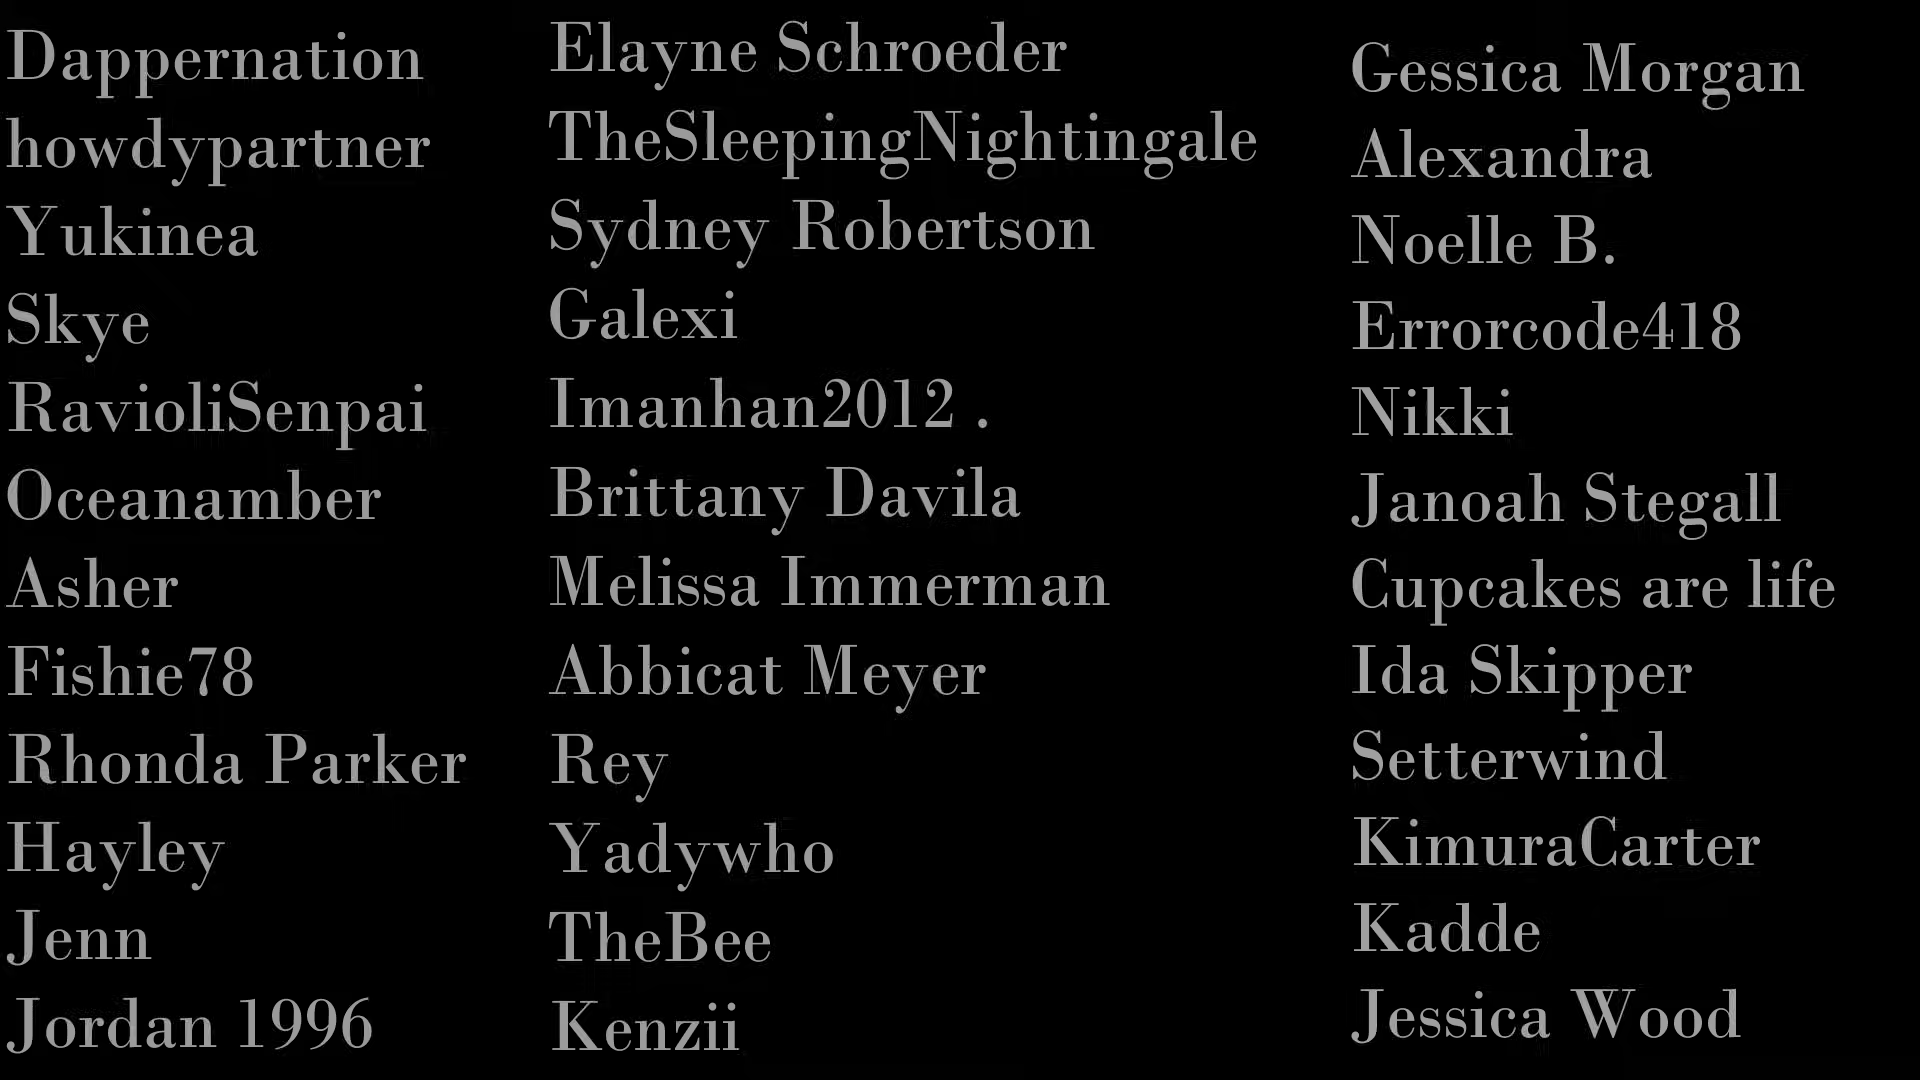 Dappernation
howdypartner
Yukinea
Skye
RavioliSenpai
Oceanamber
Asher
Fishie78
Rhonda Parker
Hayley
Jenn
Jordan 1996
Elayne Schroeder
TheSleepingNightingale
Sydney Robertson
Galexi
Imanhan2012 .
Brittany Davila
Melissa Immerman
Abbicat Meyer
Rey
Yadywho
TheBee
Kenzii
Gessica Morgan
Alexandra
Noelle B.
Errorcode418
Nikki
Janoah Stegall
Cupcakes are life
Ida Skipper
Setterwind
KimuraCarter
Kadde
Jessica Wood